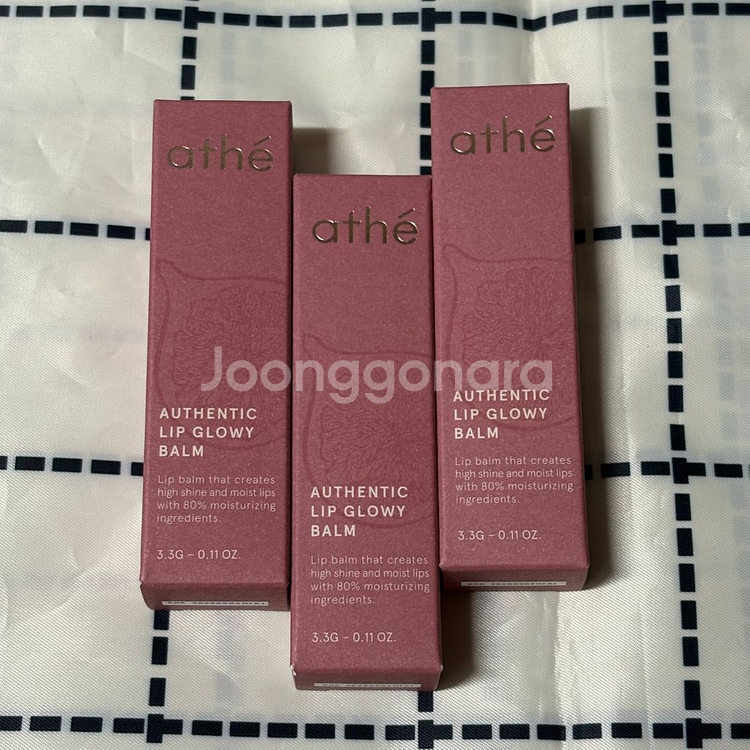 athé
AUTHENTIC
LIP GLOWY
BALM
Lip balm that creates
high shine and moist lips
with 80% moisturizing
ingredients.
3.3G – 0.11 OZ.
athé
AUTHENTIC
LIP GLOWY
BALM
Lip balm that creates
high shine and moist lips
with 80% moisturizing
ingredients.
3.3G – 0.11 OZ.
athé
AUTHENTIC
LIP GLOWY
BALM
Lip balm that creates
high shine and moist lips
with 80% moisturizing
ingredients.
3.3G – 0.11 OZ.
Joonggonara